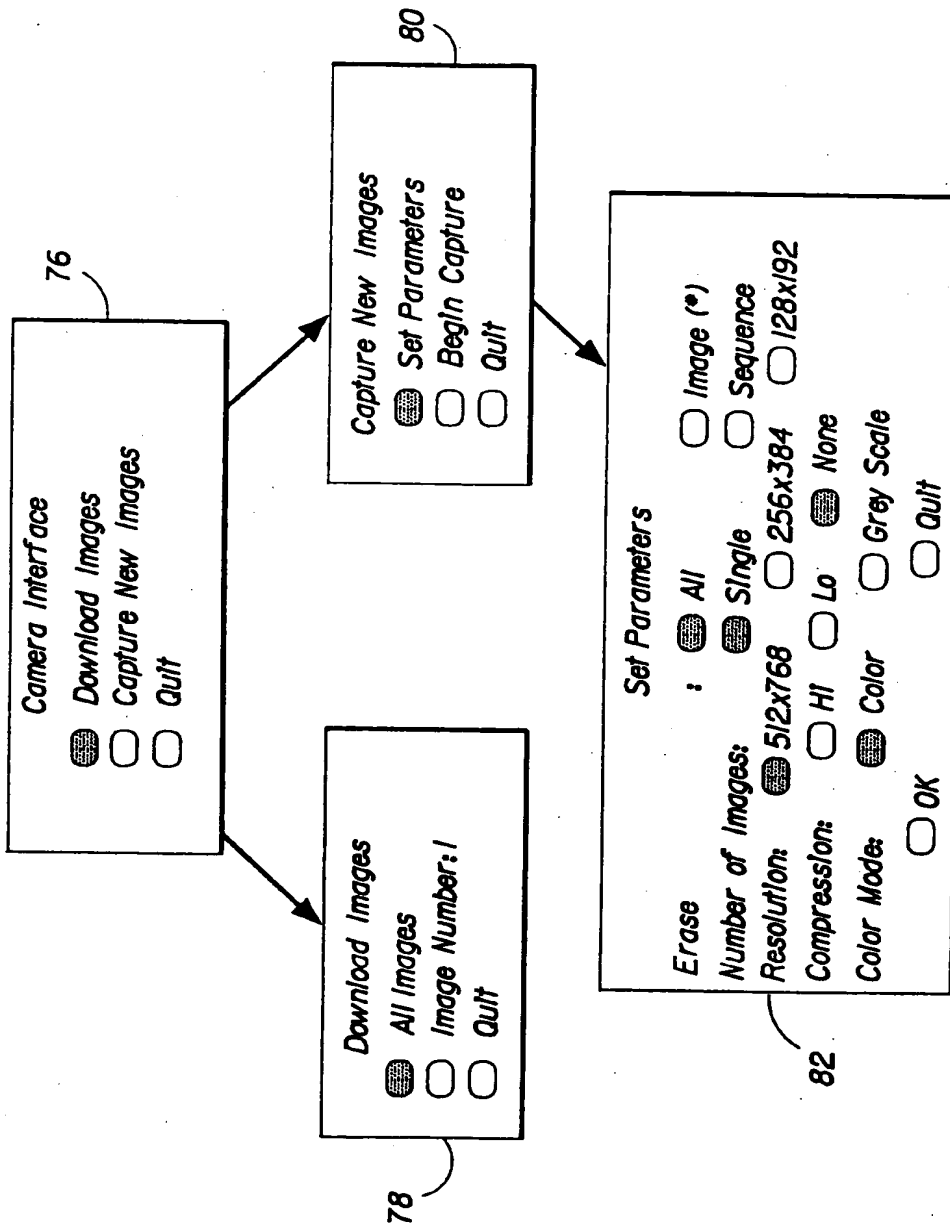 Camera Interface
Download Images
Capture New Images
Quit
76
Download Images
All Images
Image Number:1
Quit
78
Capture New Images
Set Parameters
Begin Capture
Quit
80
Set Parameters
Erase : All Image (*)
Number of Images: Single Sequence
Resolution: 512x768 256x384 128x192
Compression: Hi Lo None
Color Mode: Color Grey Scale
OK Quit
82